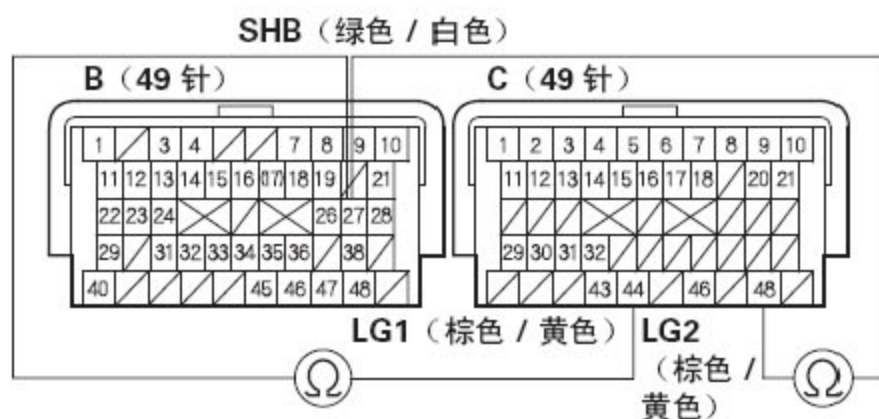 SHB（绿色 / 白色）
B（49 针）
C（49 针）
1 3 4 7 8 9 10
11 12 13 14 15 16 (17) 18 19 21
22 23 24 26 27 28
29 31 32 33 34 35 36 38
40 45 46 47 48
1 2 3 4 5 6 7 8 9 10
11 12 13 14 15 16 17 18 20 21
29 30 31 32
43 44 46 48
LG1（棕色 / 黄色）
LG2
（棕色 /
黄色）
Ω
Ω